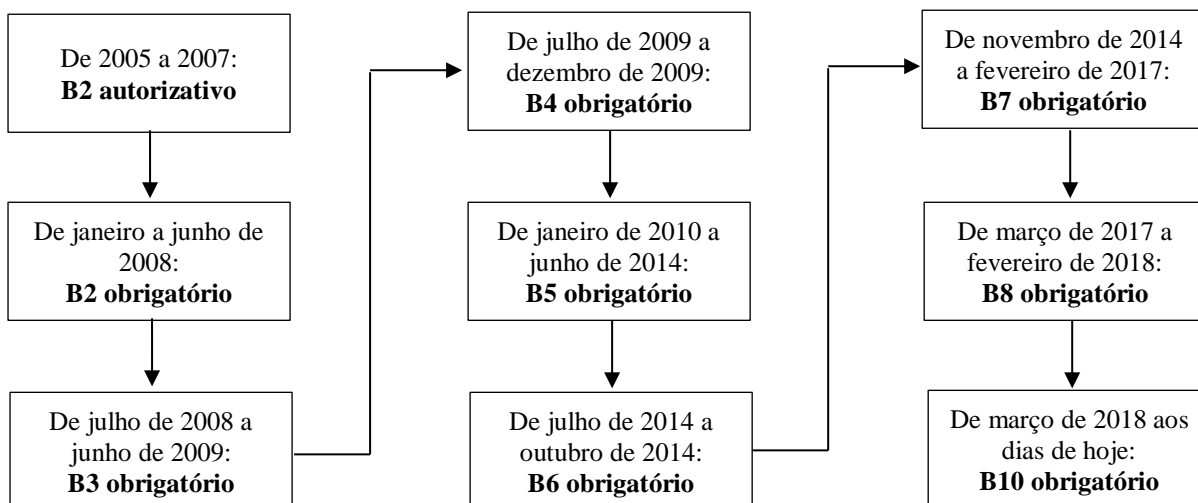 De 2005 a 2007:
B2 autorizativo
De janeiro a junho de
2008:
B2 obrigatório
De julho de 2008 a
junho de 2009:
B3 obrigatório
De julho de 2009 a
dezembro de 2009:
B4 obrigatório
De janeiro de 2010 a
junho de 2014:
B5 obrigatório
De julho de 2014 a
outubro de 2014:
B6 obrigatório
De novembro de 2014
a fevereiro de 2017:
B7 obrigatório
De março de 2017 a
fevereiro de 2018:
B8 obrigatório
De março de 2018 aos
dias de hoje:
B10 obrigatório